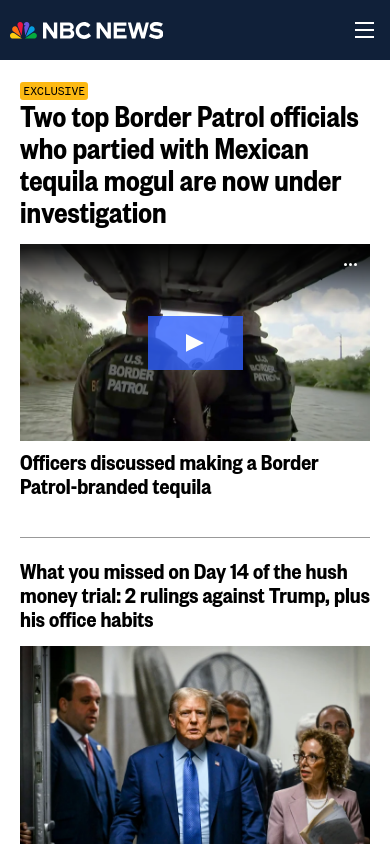 NBC NEWS
EXCLUSIVE
Two top Border Patrol officials
who partied with Mexican
tequila mogul are now under
investigation
U.S.
BORDER
PATROL
U.S.
BORDER
PATROL
Officers discussed making a Border
Patrol-branded tequila
What you missed on Day 14 of the hush
money trial: 2 rulings against Trump, plus
his office habits